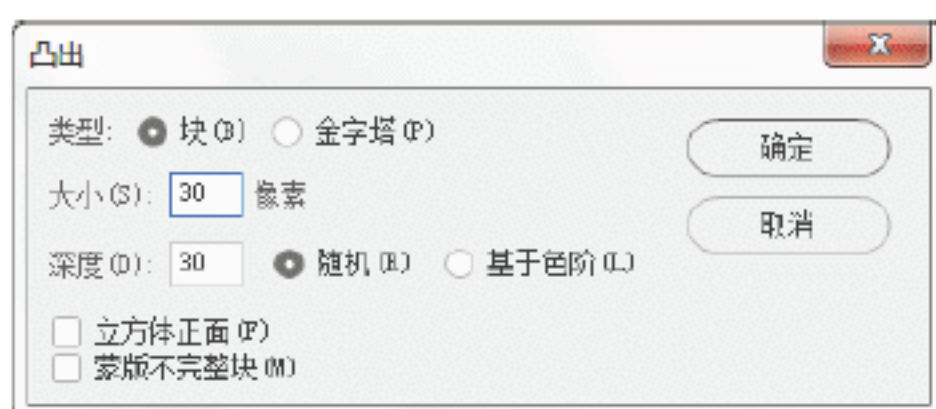 凸出
类型: 块(B) 金字塔(P)
确定
大小(S): 30 像素
取消
深度(D): 30 随机(R) 基于色阶(L)
立方体正面(F)
蒙版不完整块(M)